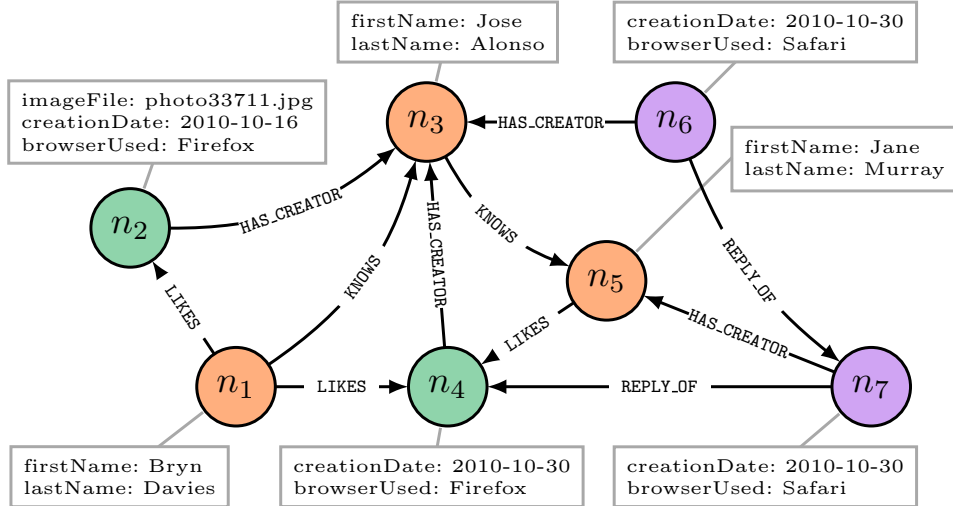 firstName: Jose
lastName: Alonso
creationDate: 2010-10-30
browserUsed: Safari
imageFile: photo33711.jpg
creationDate: 2010-10-16
browserUsed: Firefox
n3
HAS_CREATOR
n6
firstName: Jane
lastName: Murray
n2
HAS_CREATOR
HAS_CREATOR
KNOWS
KNOWS
REPLY_OF
n5
LIKES
LIKES
HAS_CREATOR
n1
LIKES
n4
REPLY_OF
n7
firstName: Bryn
lastName: Davies
creationDate: 2010-10-30
browserUsed: Firefox
creationDate: 2010-10-30
browserUsed: Safari